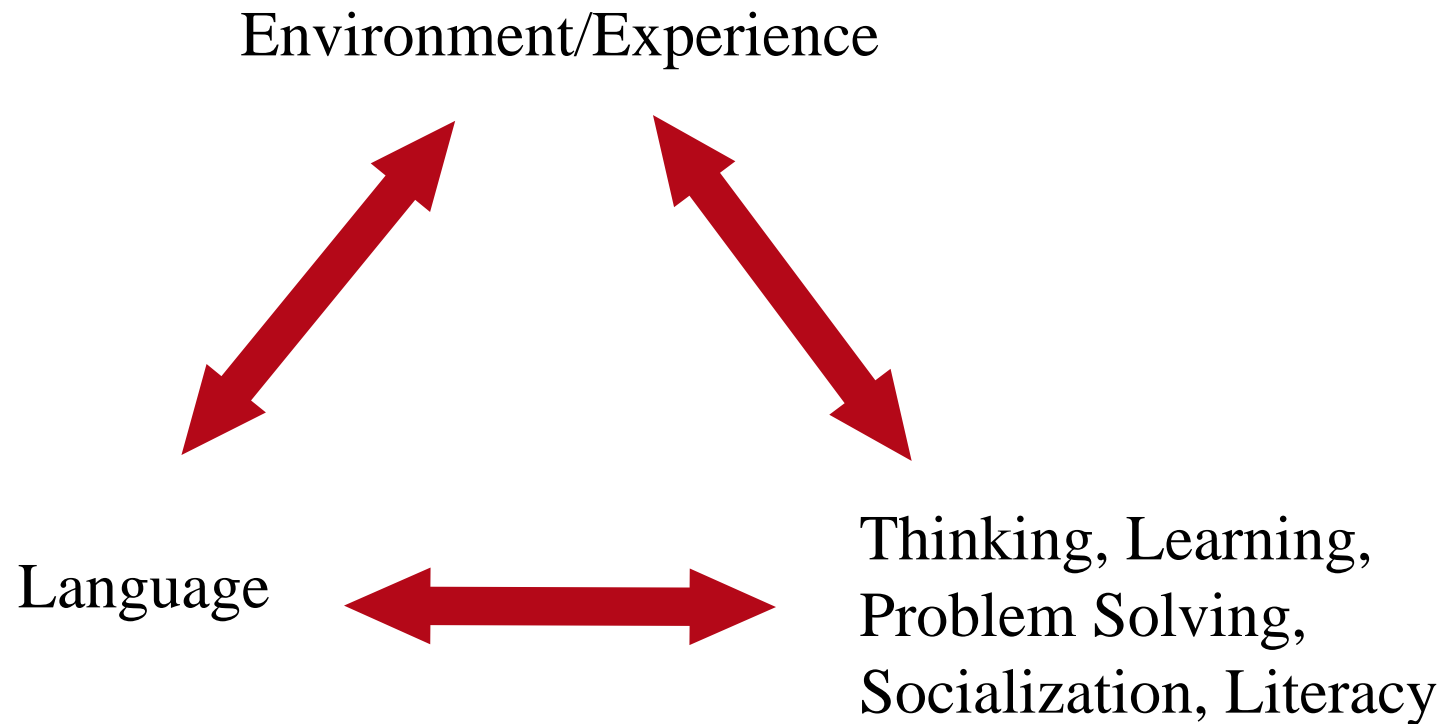 Environment/Experience
Language
Thinking, Learning,
Problem Solving,
Socialization, Literacy